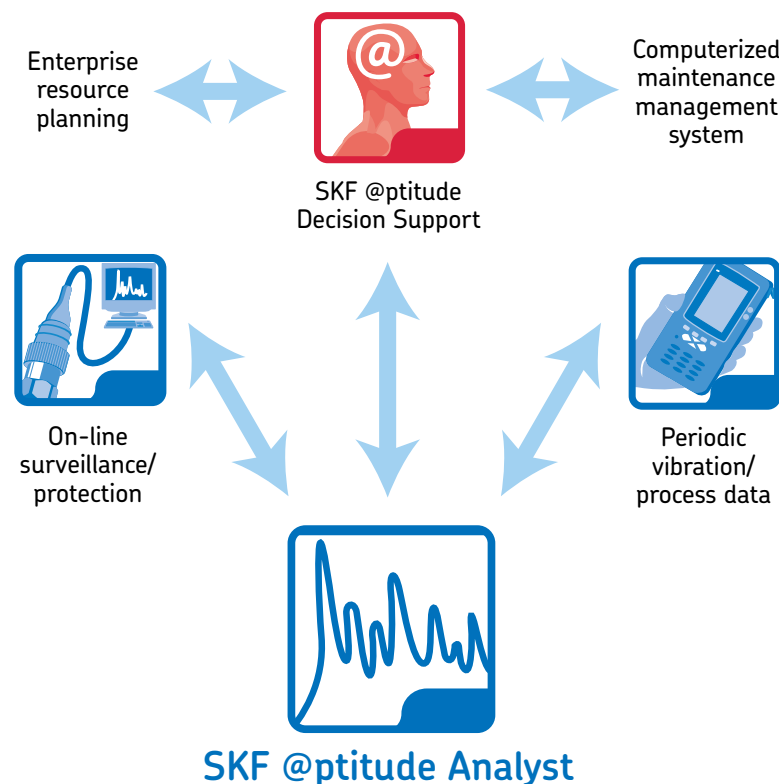 Enterprise
resource
planning
@
Computerized
maintenance
management
system
SKF @ptitude
Decision Support
On-line
surveillance/
protection
Periodic
vibration/
process data
SKF @ptitude Analyst